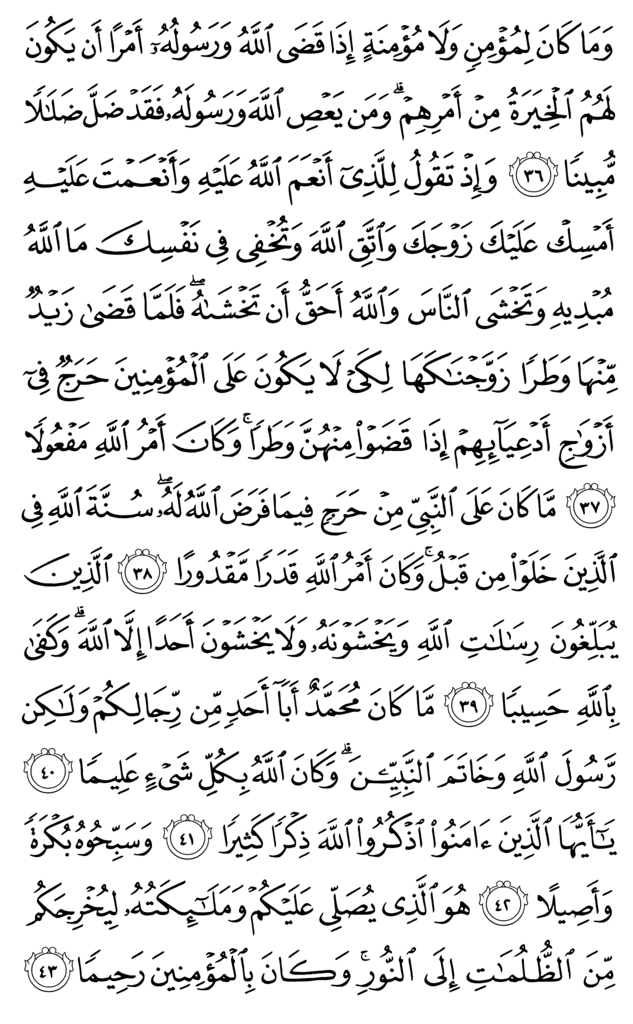 وَمَا كَانَ لِمُؤْمِنٍ وَلَا مُؤْمِنَةٍ إِذَا قَضَى ٱللَّهُ وَرَسُولُهُۥٓ أَمْرًا أَن يَكُونَ
لَهُمُ ٱلْخِيَرَةُ مِنْ أَمْرِهِمْ ۗ وَمَن يَعْصِ ٱللَّهَ وَرَسُولَهُۥ فَقَدْ ضَلَّ ضَلَٰلًا
مُّبِينًا ٣٦ وَإِذْ تَقُولُ لِلَّذِىٓ أَنْعَمَ ٱللَّهُ عَلَيْهِ وَأَنْعَمْتَ عَلَيْهِ
أَمْسِكْ عَلَيْكَ زَوْجَكَ وَٱتَّقِ ٱللَّهَ وَتُخْفِى فِى نَفْسِكَ مَا ٱللَّهُ
مُبْدِيهِ وَتَخْشَى ٱلنَّاسَ وَٱللَّهُ أَحَقُّ أَن تَخْشَىٰهُ ۖ فَلَمَّا قَضَىٰ زَيْدٌ
مِّنْهَا وَطَرًا زَوَّجْنَٰكَهَا لِكَىْ لَا يَكُونَ عَلَى ٱلْمُؤْمِنِينَ حَرَجٌ فِىٓ
أَزْوَٰجِ أَدْعِيَآئِهِمْ إِذَا قَضَوْا۟ مِنْهُنَّ وَطَرًا ۚ وَكَانَ أَمْرُ ٱللَّهِ مَفْعُولًا
٣٧ مَّا كَانَ عَلَى ٱلنَّبِىِّ مِنْ حَرَجٍ فِيمَا فَرَضَ ٱللَّهُ لَهُۥ ۖ سُنَّةَ ٱللَّهِ فِى
ٱلَّذِينَ خَلَوْا۟ مِن قَبْلُ ۚ وَكَانَ أَمْرُ ٱللَّهِ قَدَرًا مَّقْدُورًا ٣٨ ٱلَّذِينَ
يُبَلِّغُونَ رِسَٰلَٰتِ ٱللَّهِ وَيَخْشَوْنَهُۥ وَلَا يَخْشَوْنَ أَحَدًا إِلَّا ٱللَّهَ ۗ وَكَفَىٰ
بِٱللَّهِ حَسِيبًا ٣٩ مَّا كَانَ مُحَمَّدٌ أَبَآ أَحَدٍ مِّن رِّجَالِكُمْ وَلَٰكِن
رَّسُولَ ٱللَّهِ وَخَاتَمَ ٱلنَّبِيِّـۧنَ ۗ وَكَانَ ٱللَّهُ بِكُلِّ شَىْءٍ عَلِيمًا ٤٠
يَٰٓأَيُّهَا ٱلَّذِينَ ءَامَنُوا۟ ٱذْكُرُوا۟ ٱللَّهَ ذِكْرًا كَثِيرًا ٤١ وَسَبِّحُوهُ بُكْرَةً
وَأَصِيلًا ٤٢ هُوَ ٱلَّذِى يُصَلِّى عَلَيْكُمْ وَمَلَٰٓئِكَتُهُۥ لِيُخْرِجَكُم
مِّنَ ٱلظُّلُمَٰتِ إِلَى ٱلنُّورِ ۚ وَكَانَ بِٱلْمُؤْمِنِينَ رَحِيمًا ٤٣